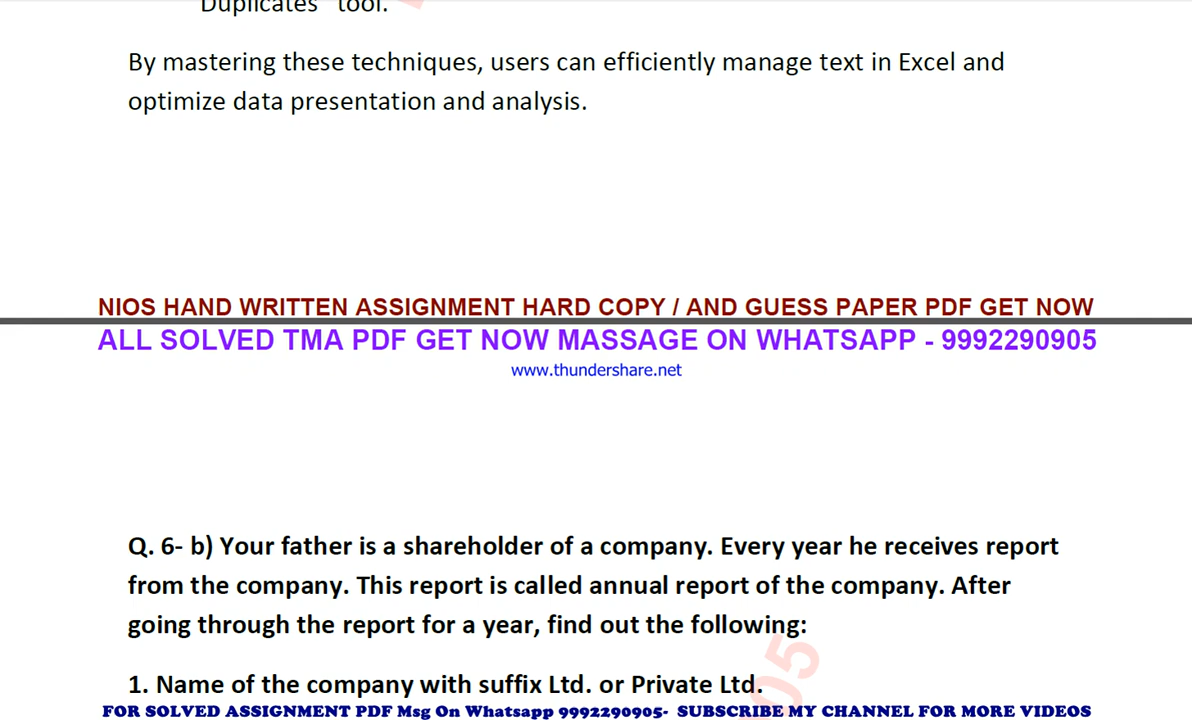 Duplicates" tool.
By mastering these techniques, users can efficiently manage text in Excel and
optimize data presentation and analysis.
NIOS HAND WRITTEN ASSIGNMENT HARD COPY / AND GUESS PAPER PDF GET NOW
ALL SOLVED TMA PDF GET NOW MASSAGE ON WHATSAPP - 9992290905
www.thundershare.net
Q. 6- b) Your father is a shareholder of a company. Every year he receives report
from the company. This report is called annual report of the company. After
going through the report for a year, find out the following:
1. Name of the company with suffix Ltd. or Private Ltd.
FOR SOLVED ASSIGNMENT PDF Msg On Whatsapp 9992290905- SUBSCRIBE MY CHANNEL FOR MORE VIDEOS